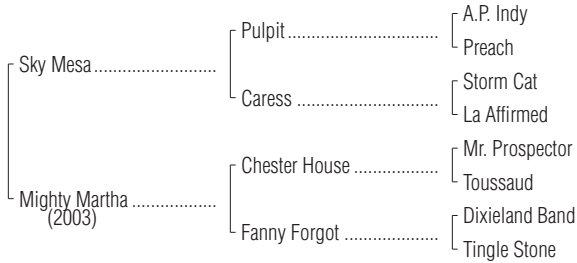 A.P. Indy
Pulpit
Preach
Sky Mesa
Storm Cat
Caress
La Affirmed
Mr. Prospector
Chester House
Toussaud
Mighty Martha
(2003)
Dixieland Band
Fanny Forgot
Tingle Stone